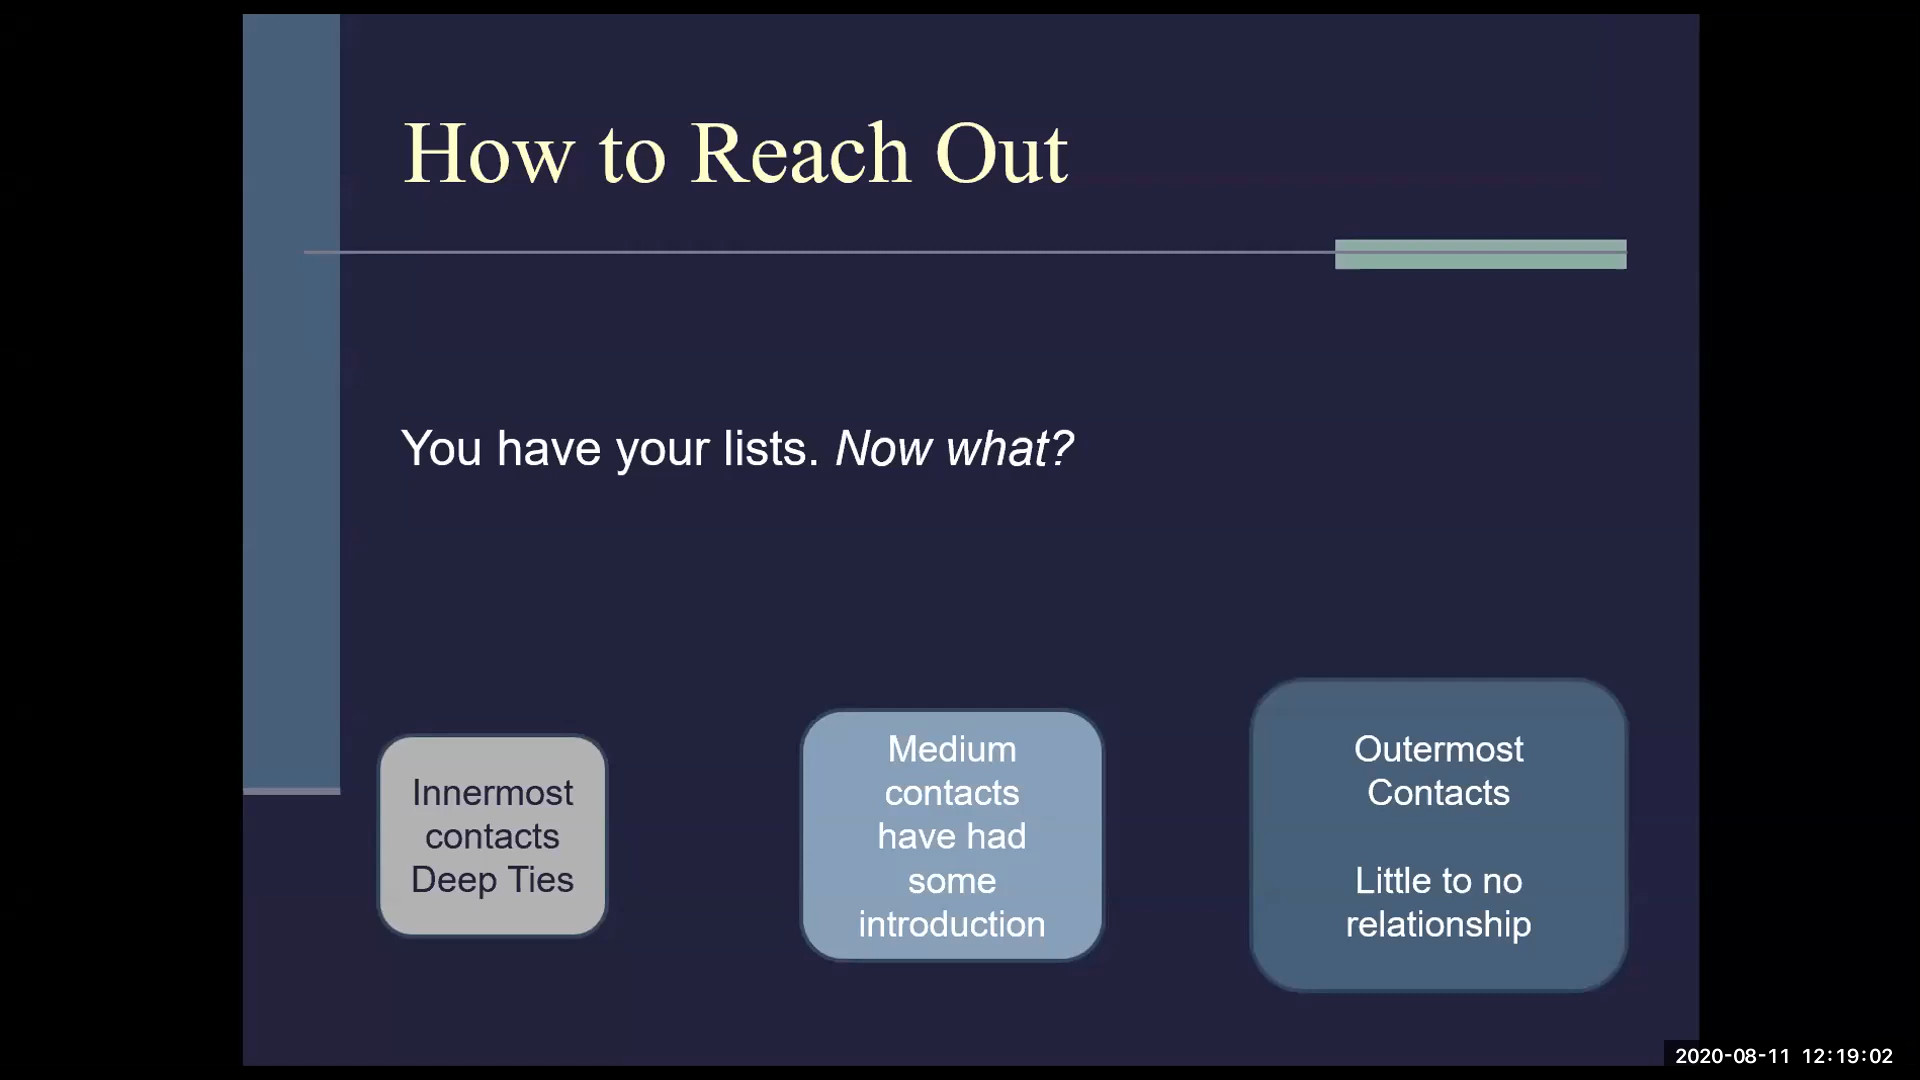 How to Reach Out
You have your lists. Now what?
Innermost
contacts
Deep Ties
Medium
contacts
have had
some
introduction
Outermost
Contacts
Little to no
relationship
2020-08-11 12:19:02